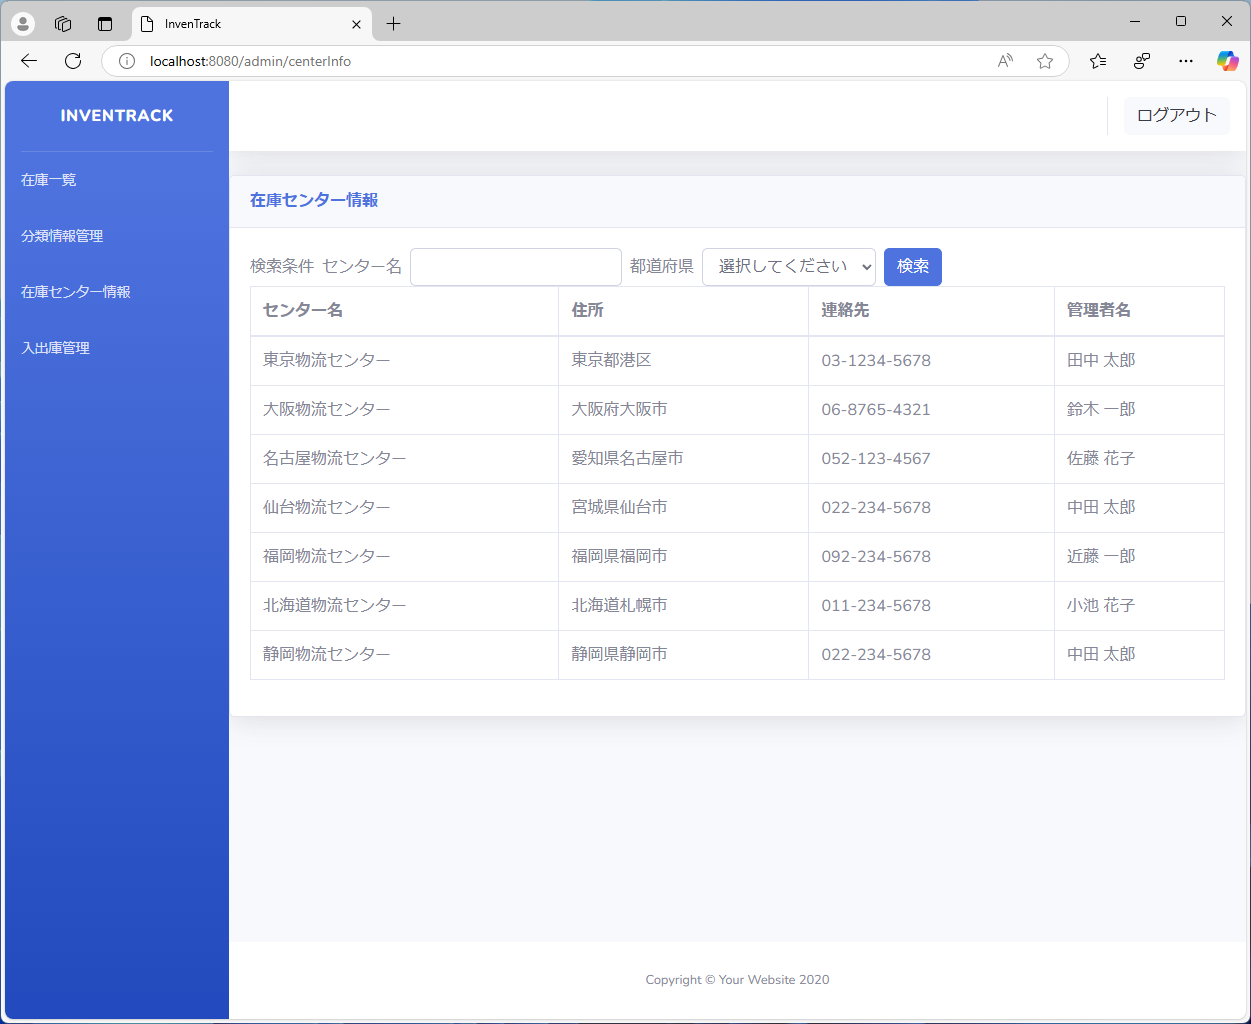 InvenTrack
localhost:8080/admin/centerInfo
INVENTRACK
ログアウト
在庫一覧
分類情報管理
在庫センター情報
入出庫管理
在庫センター情報
検索条件 センター名 都道府県 選択してください 検索
センター名 住所 連絡先 管理者名
東京物流センター 東京都港区 03-1234-5678 田中 太郎
大阪物流センター 大阪府大阪市 06-8765-4321 鈴木 一郎
名古屋物流センター 愛知県名古屋市 052-123-4567 佐藤 花子
仙台物流センター 宮城県仙台市 022-234-5678 中田 太郎
福岡物流センター 福岡県福岡市 092-234-5678 近藤 一郎
北海道物流センター 北海道札幌市 011-234-5678 小池 花子
静岡物流センター 静岡県静岡市 022-234-5678 中田 太郎
Copyright © Your Website 2020